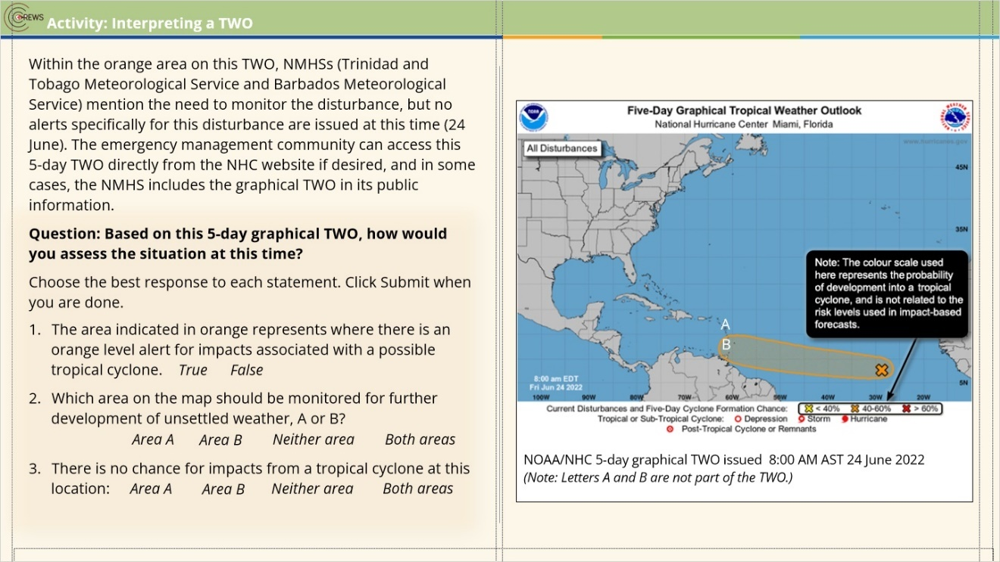 CREWS
Activity: Interpreting a TWO
Within the orange area on this TWO, NMHSs (Trinidad and
Tobago Meteorological Service and Barbados Meteorological
Service) mention the need to monitor the disturbance, but no
alerts specifically for this disturbance are issued at this time (24
June). The emergency management community can access this
5-day TWO directly from the NHC website if desired, and in some
cases, the NMHS includes the graphical TWO in its public
information.
Question: Based on this 5-day graphical TWO, how would
you assess the situation at this time?
Choose the best response to each statement. Click Submit when
you are done.
1. The area indicated in orange represents where there is an
orange level alert for impacts associated with a possible
tropical cyclone. True False
2. Which area on the map should be monitored for further
development of unsettled weather, A or B?
Area A Area B Neither area Both areas
3. There is no chance for impacts from a tropical cyclone at this
location: Area A Area B Neither area Both areas
NOAA
Five-Day Graphical Tropical Weather Outlook
National Hurricane Center Miami, Florida
All Disturbances
www.hurricanes.gov
45N
35N
Note: The colour scale used
here represents the probability
of development into a tropical
cyclone, and is not related to the
risk levels used in impact-based
forecasts.
A
B
8:00 am EDT
Fri Jun 24 2022
5N
100W 90W 80W 70W 60W 40W 30W 20W
Current Disturbances and Five-Day Cyclone Formation Chance: < 40% 40-60% > 60%
Tropical or Sub-Tropical Cyclone: Depression Storm Hurricane
Post-Tropical Cyclone or Remnants
NOAA/NHC 5-day graphical TWO issued 8:00 AM AST 24 June 2022
(Note: Letters A and B are not part of the TWO.)